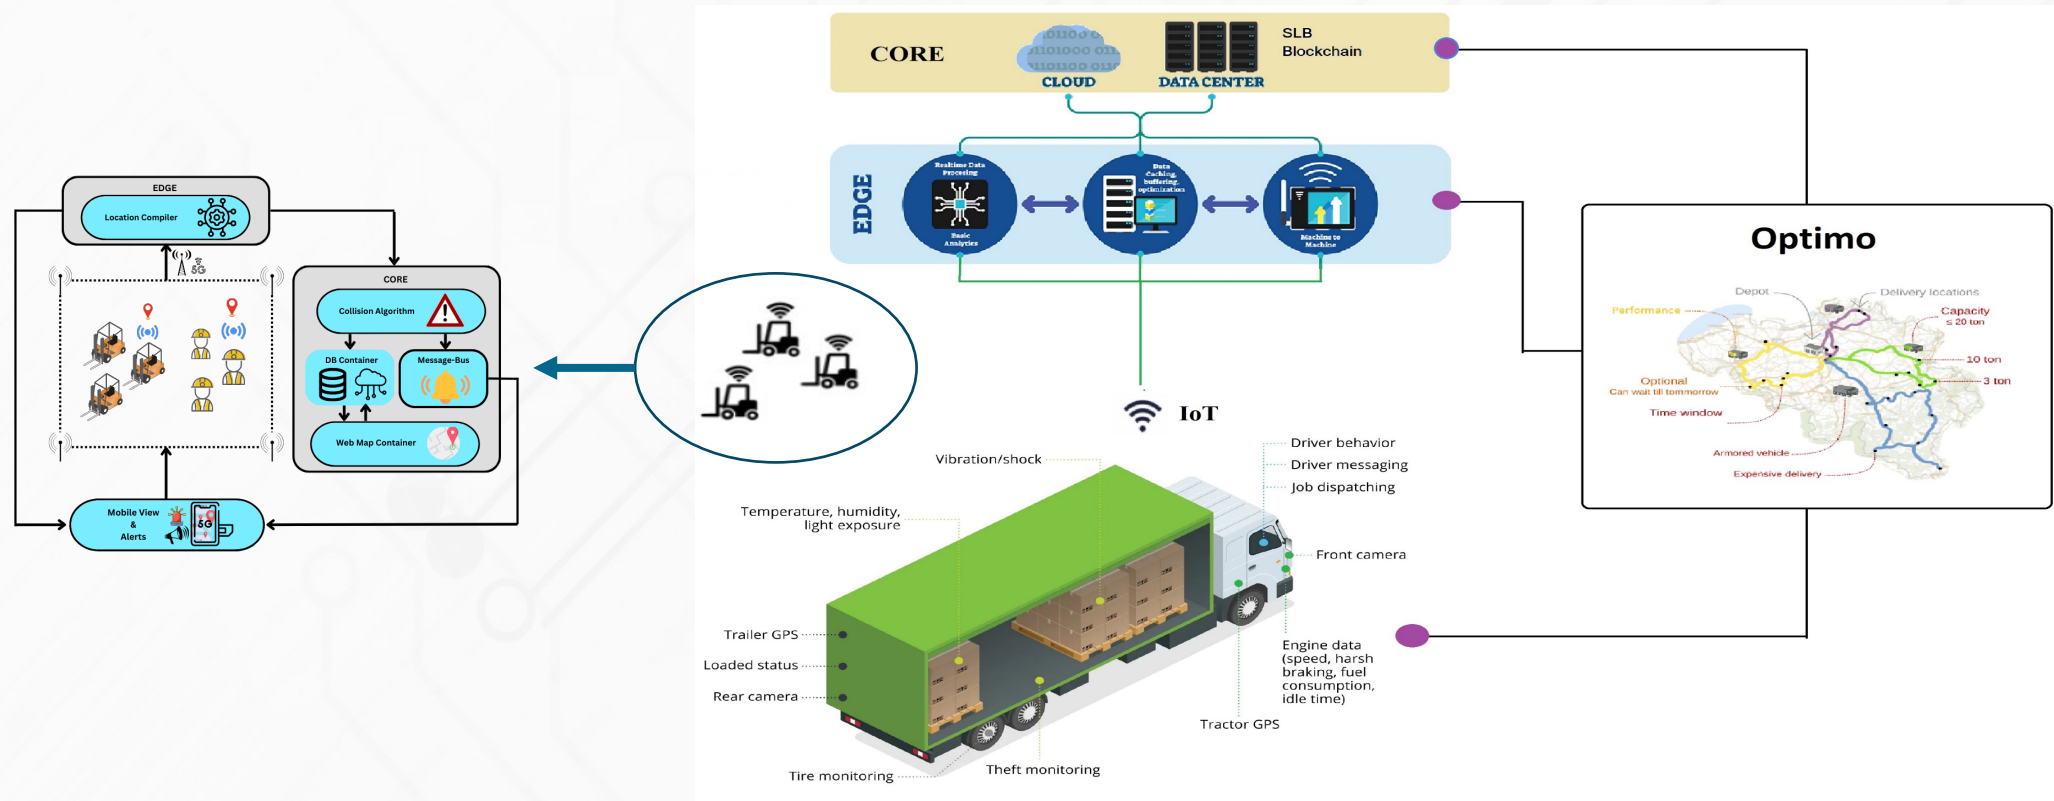 EDGE
Location Compiler
5G
CORE
Collision Algorithm
DB Container
Message-Bus
Web Map Container
Mobile View
&
Alerts
5G
CORE
CLOUD
DATA CENTER
SLB
Blockchain
EDGE
Realtime Data
Procesing
Basic
Analytics
Data
Caching,
buffering,
optimization
Machine to
Machine
IoT
Vibration/shock
Temperature, humidity,
light exposure
Driver behavior
Driver messaging
Job dispatching
Front camera
Trailer GPS
Loaded status
Rear camera
Engine data
(speed, harsh
braking, fuel
consumption,
idle time)
Tractor GPS
Tire monitoring
Theft monitoring
Optimo
Depot
Delivery locations
Performance
Capacity
≤ 20 ton
10 ton
3 ton
Optional
Can wait till tommorrow
Time window
Armored vehicle
Expensive delivery